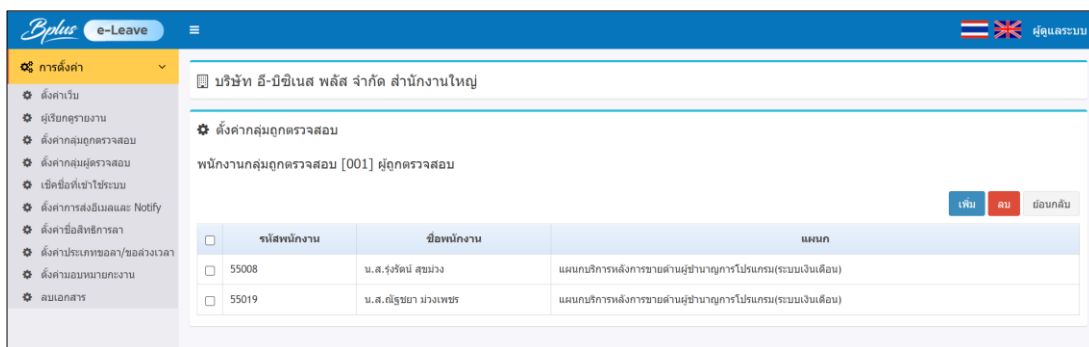 Bplus e-Leave
ผู้ดูแลระบบ
การตั้งค่า
ตั้งค่าเว็บ
ผู้เรียกดูรายงาน
ตั้งค่ากลุ่มถูกตรวจสอบ
ตั้งค่ากลุ่มผู้ตรวจสอบ
เช็คชื่อที่เข้าใช้ระบบ
ตั้งค่าการส่งอีเมลและ Notify
ตั้งค่าชื่อสิทธิการลา
ตั้งค่าประเภทขอลา/ขอล่วงเวลา
ตั้งค่ามอบหมายกะงาน
ลบเอกสาร
บริษัท อี-บิซิเนส พลัส จำกัด สำนักงานใหญ่
ตั้งค่ากลุ่มถูกตรวจสอบ
พนักงานกลุ่มถูกตรวจสอบ [001] ผู้ถูกตรวจสอบ
เพิ่ม ลบ ย้อนกลับ
รหัสพนักงาน ชื่อพนักงาน แผนก
55008 น.ส.รุ่งรัตน์ สุขม่วง แผนกบริการหลังการขายด้านผู้ชำนาญการโปรแกรม(ระบบเงินเดือน)
55019 น.ส.ณัฐชยา ม่วงเพชร แผนกบริการหลังการขายด้านผู้ชำนาญการโปรแกรม(ระบบเงินเดือน)